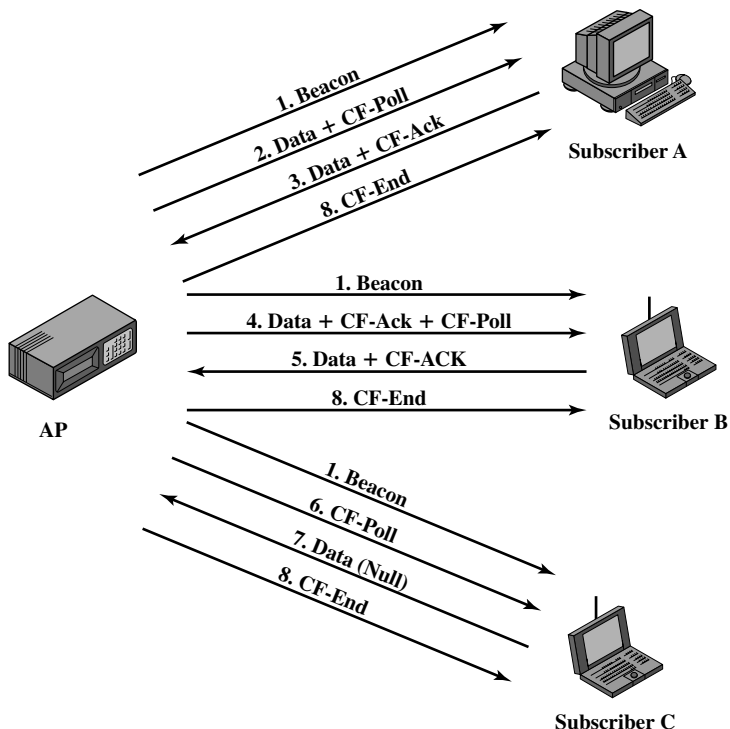 1. Beacon
2. Data + CF-Poll
3. Data + CF-Ack
8. CF-End
Subscriber A
1. Beacon
4. Data + CF-Ack + CF-Poll
5. Data + CF-ACK
8. CF-End
AP
Subscriber B
1. Beacon
6. CF-Poll
7. Data (Null)
8. CF-End
Subscriber C